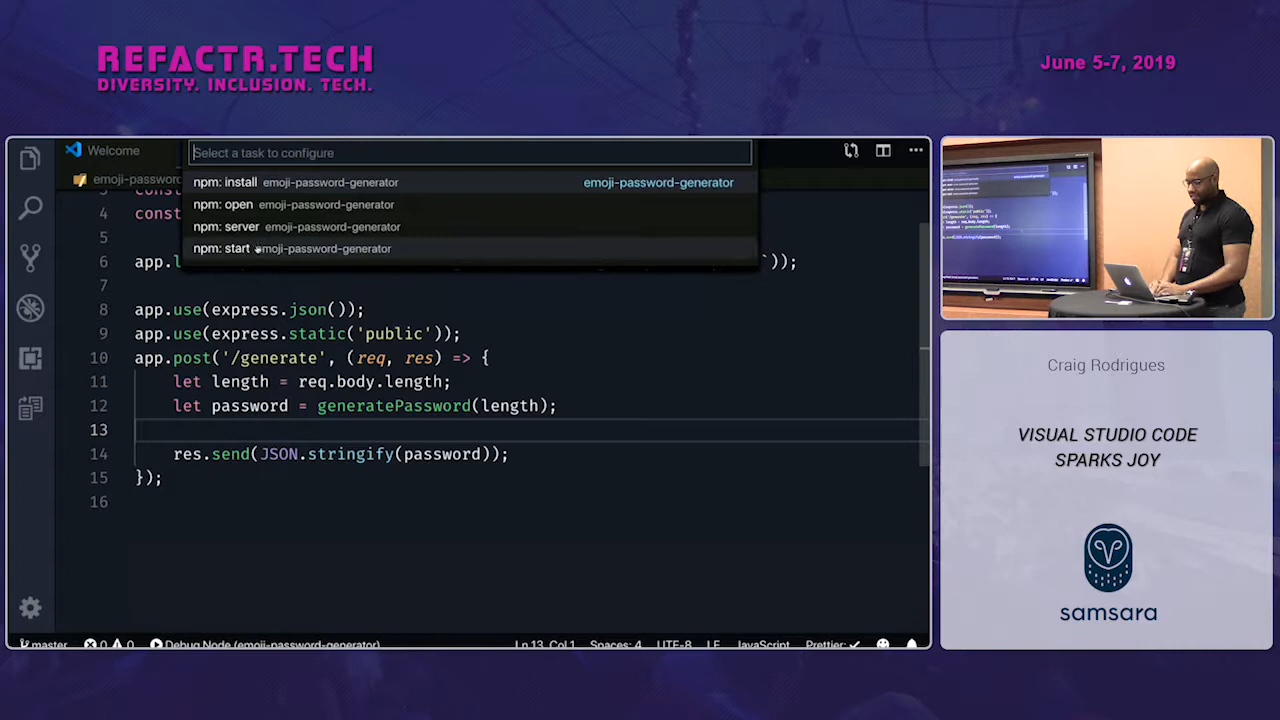 REFACTR.TECH
DIVERSITY. INCLUSION. TECH.
June 5-7, 2019
Welcome
Select a task to configure
emoji-password
npm: install emoji-password-generator emoji-password-generator
npm: open emoji-password-generator
npm: server emoji-password-generator
npm: start emoji-password-generator
4 const
5
6 app.l `));
7
8 app.use(express.json());
9 app.use(express.static('public'));
10 app.post('/generate', (req, res) => {
11 let length = req.body.length;
12 let password = generatePassword(length);
13
14 res.send(JSON.stringify(password));
15 });
16
master 0 0 Debug Node (emoji-password-generator) Ln 13, Col 1 Spaces: 4 UTF-8 LF JavaScript Prettier: ✓
Craig Rodrigues
VISUAL STUDIO CODE
SPARKS JOY
samsara